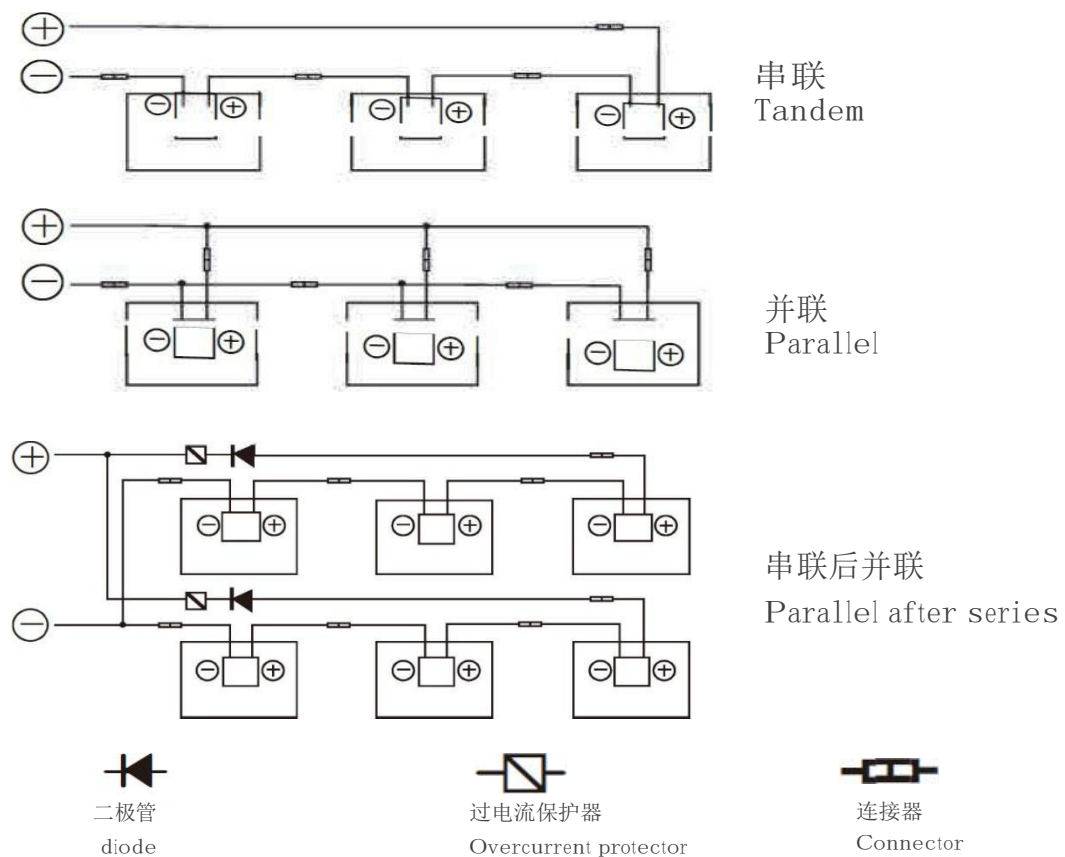 串联
Tandem
并联
Parallel
串联后并联
Parallel after series
二极管
diode
过电流保护器
Overcurrent protector
连接器
Connector